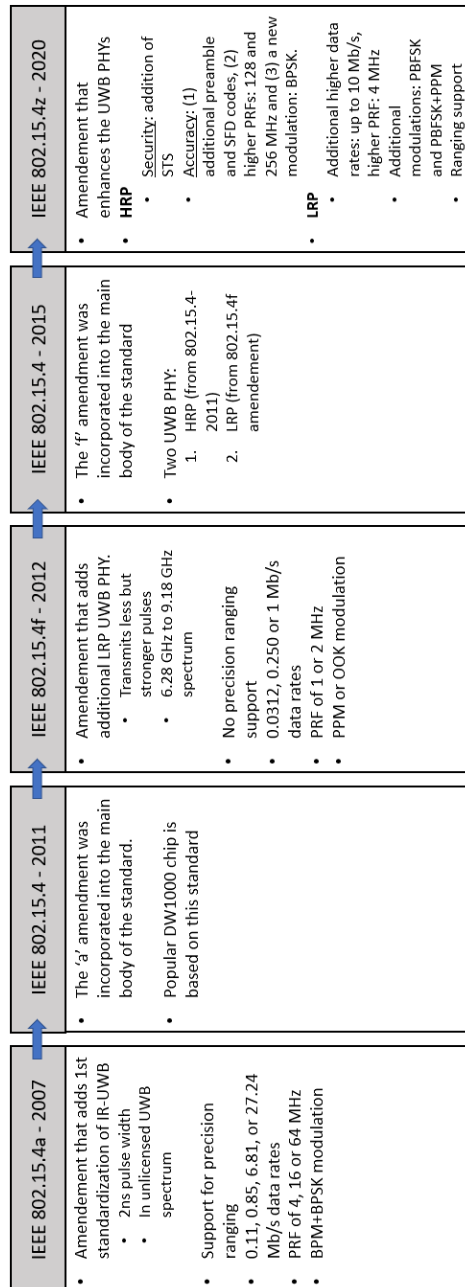 IEEE 802.15.4a - 2007
Amendement that adds 1st
standardization of IR-UWB
2ns pulse width
In unlicensed UWB
spectrum
Support for precision
ranging
0.11, 0.85, 6.81, or 27.24
Mb/s data rates
PRF of 4, 16 or 64 MHz
BPM+BPSK modulation
IEEE 802.15.4 - 2011
The 'a' amendment was
incorporated into the main
body of the standard.
Popular DW1000 chip is
based on this standard
IEEE 802.15.4f - 2012
Amendement that adds
additional LRP UWB PHY.
Transmits less but
stronger pulses
6.28 GHz to 9.18 GHz
spectrum
No precision ranging
support
0.0312, 0.250 or 1 Mb/s
data rates
PRF of 1 or 2 MHz
PPM or OOK modulation
IEEE 802.15.4 - 2015
The 'f' amendment was
incorporated into the main
body of the standard
Two UWB PHY:
1. HRP (from 802.15.4-
2011)
2. LRP (from 802.15.4f
amendement)
IEEE 802.15.4z - 2020
Amendement that
enhances the UWB PHYs
HRP
Security: addition of
STS
Accuracy: (1)
additional preamble
and SFD codes, (2)
higher PRFs: 128 and
256 MHz and (3) a new
modulation: BPSK.
LRP
Additional higher data
rates: up to 10 Mb/s,
higher PRF: 4 MHz
Additional
modulations: PBFSK
and PBFSK+PPM
Ranging support